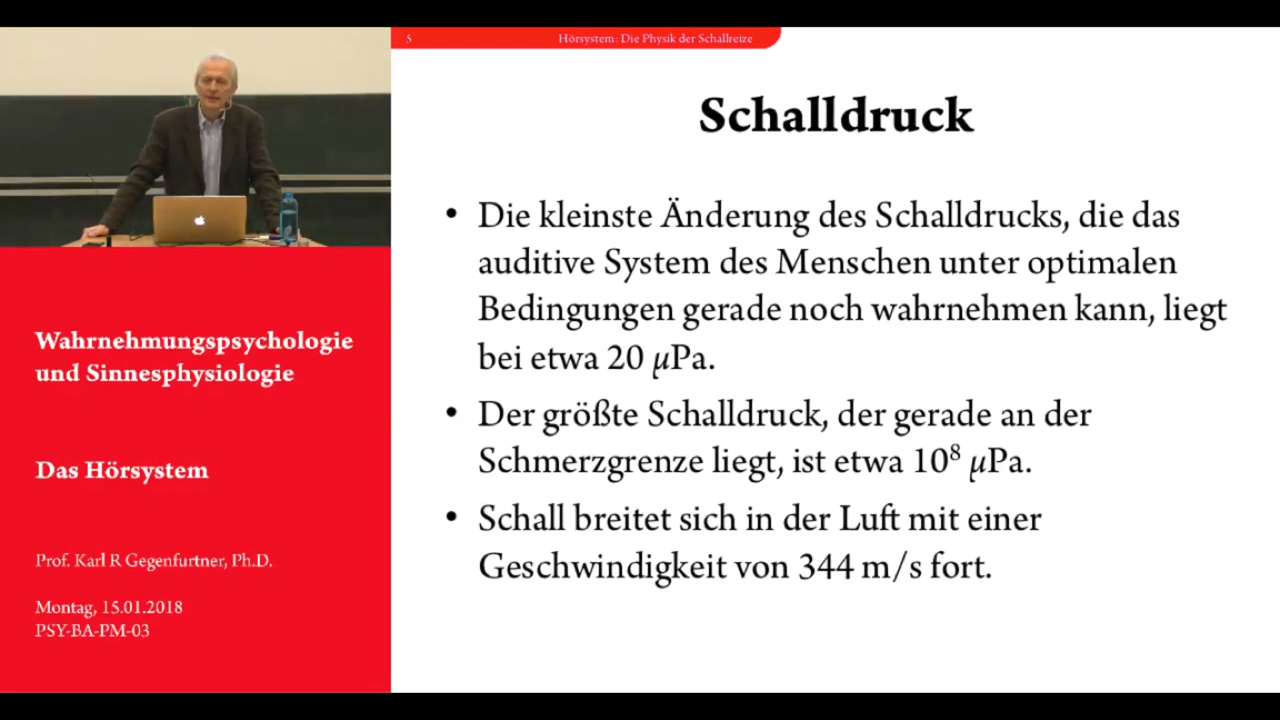 5
Hörsystem: Die Physik der Schallreize
Schalldruck
• Die kleinste Änderung des Schalldrucks, die das
auditive System des Menschen unter optimalen
Bedingungen gerade noch wahrnehmen kann, liegt
bei etwa 20 µPa.
• Der größte Schalldruck, der gerade an der
Schmerzgrenze liegt, ist etwa 10⁸ µPa.
• Schall breitet sich in der Luft mit einer
Geschwindigkeit von 344 m/s fort.
Wahrnehmungspsychologie
und Sinnesphysiologie
Das Hörsystem
Prof. Karl R Gegenfurtner, Ph.D.
Montag, 15.01.2018
PSY-BA-PM-03